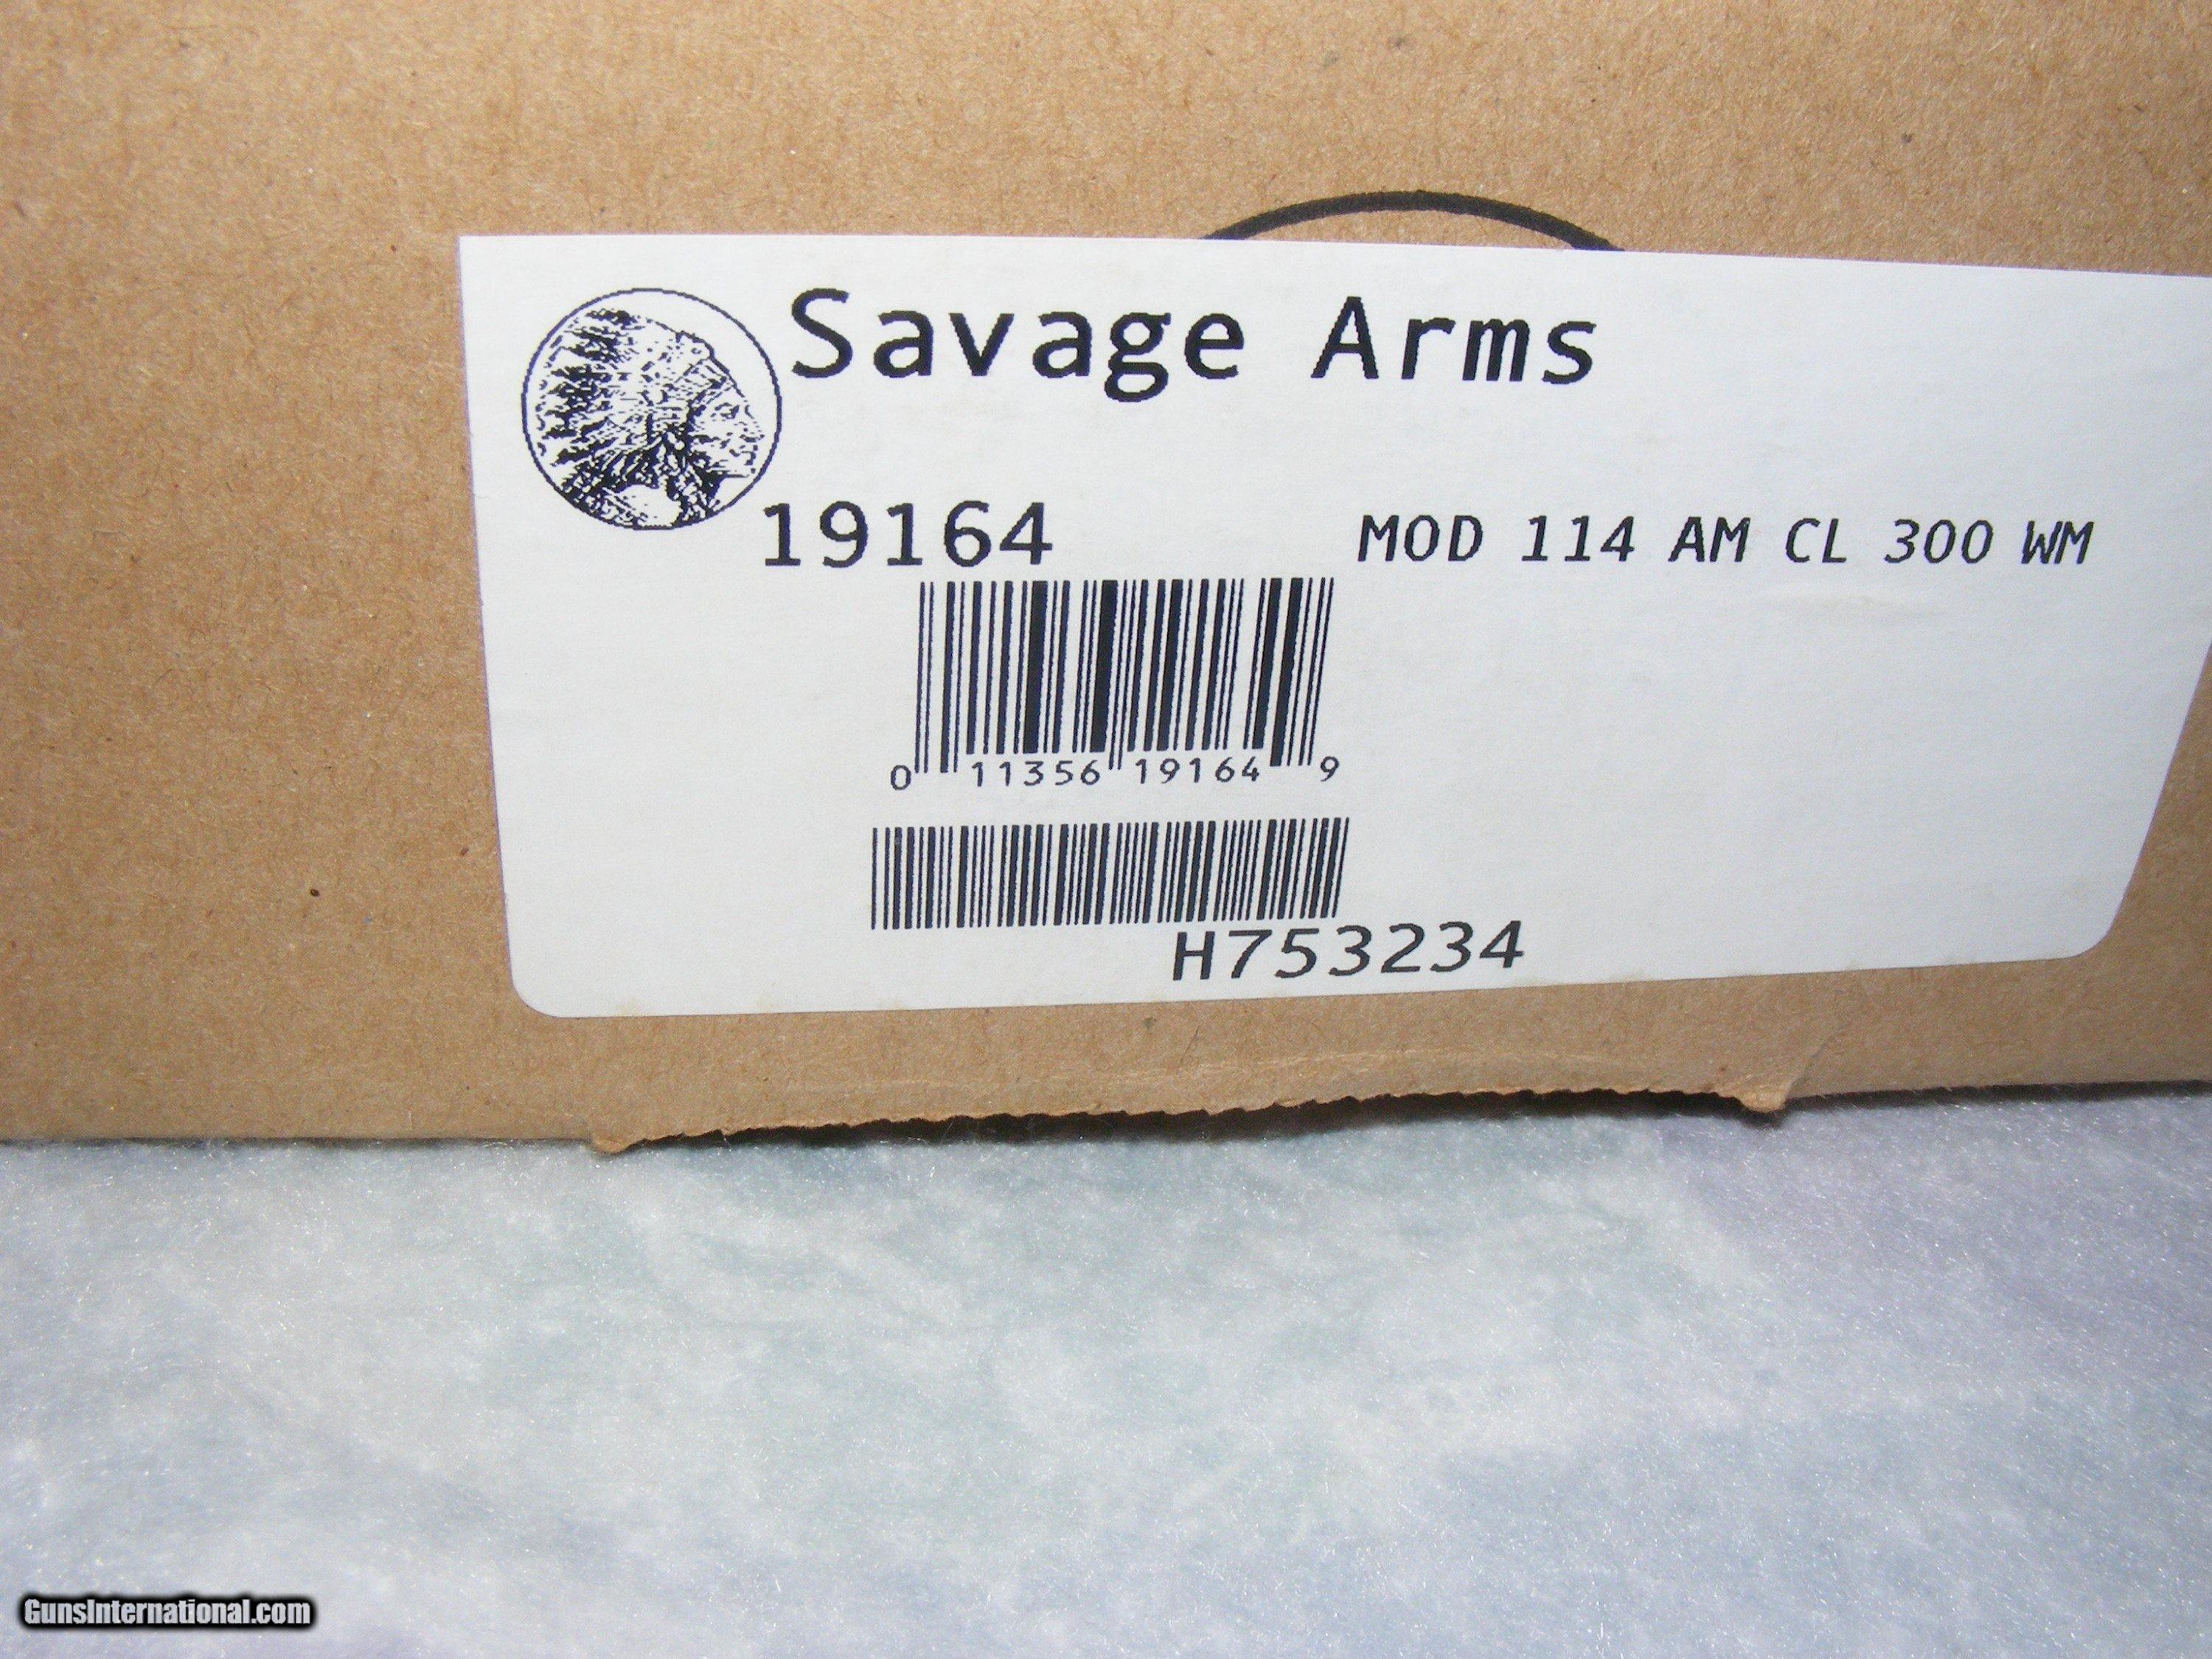 Savage Arms
19164 MOD 114 AM CL 300 WM
0 11356 19164 9
H753234
GunsInternational.com